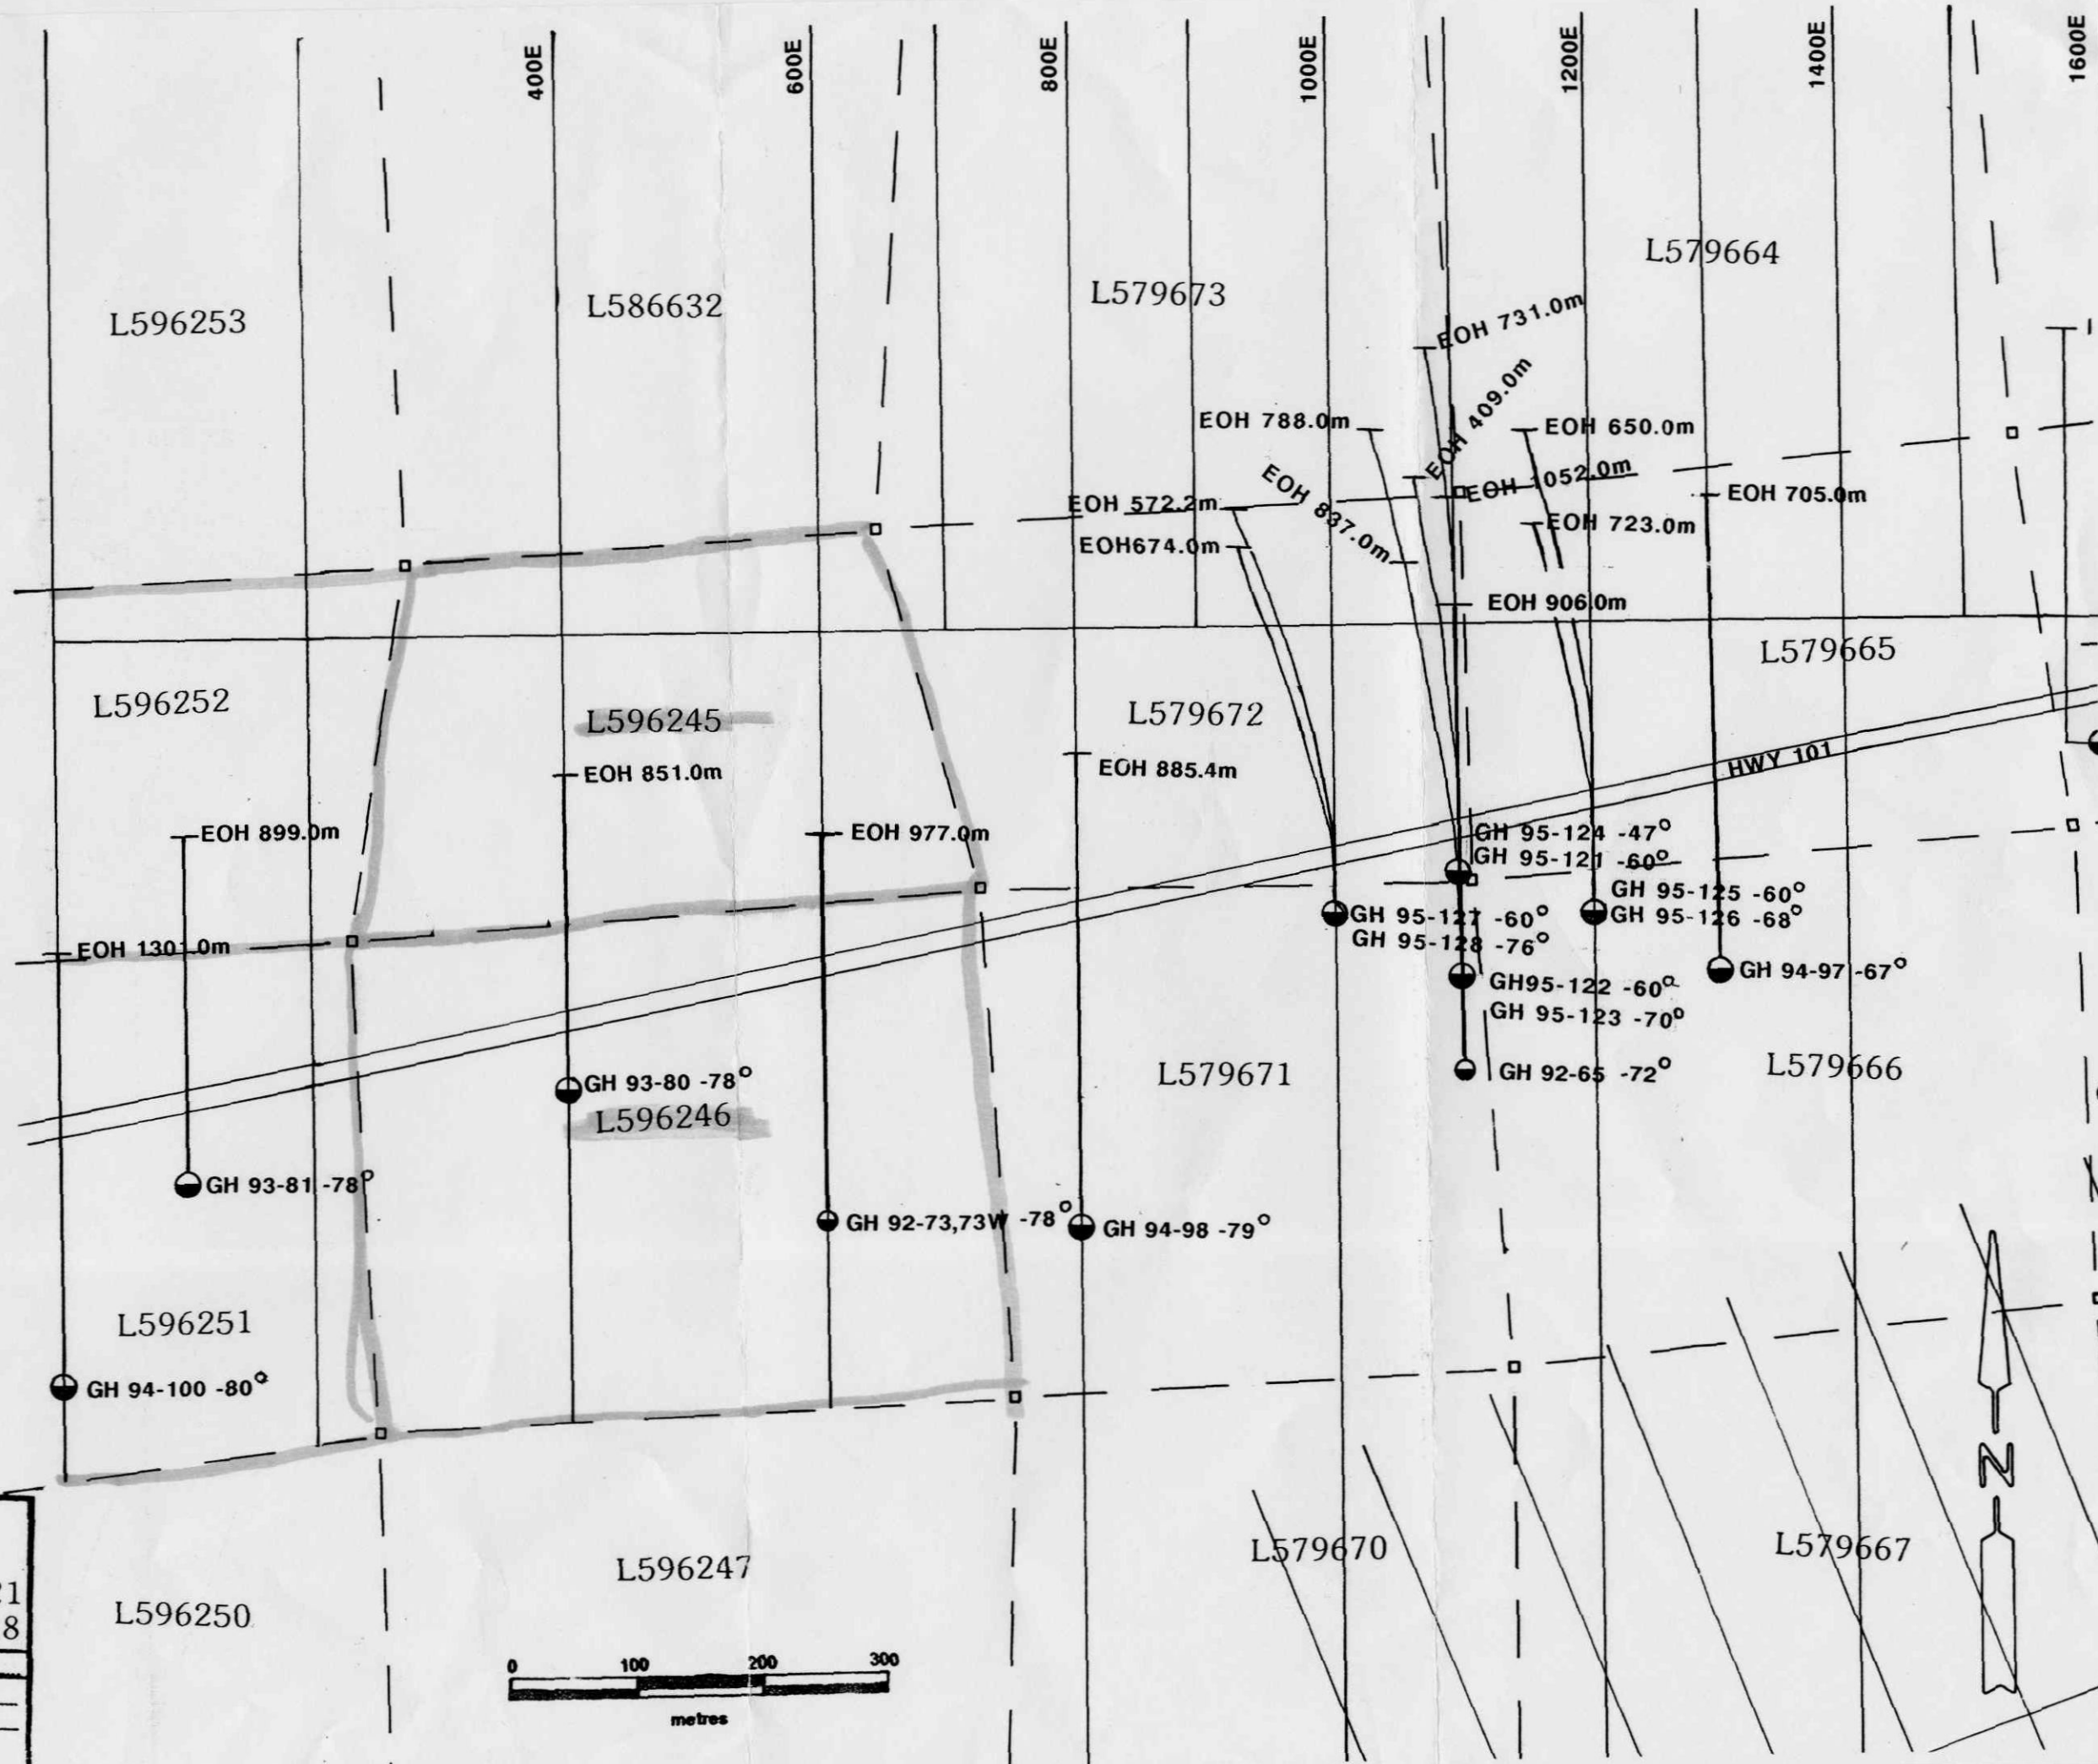 400E
600E
800E
1000E
1200E
1400E
1600E
L579664
L579673
L586632
L596253
EOH 731.0m
EOH 409.0m
EOH 788.0m
EOH 650.0m
EOH 1052.0m
EOH 572.2m
EOH 837.0m
EOH 705.0m
EOH 723.0m
EOH674.0m
EOH 906.0m
L579665
L596252
L596245
L579672
HWY 101
EOH 851.0m
EOH 885.4m
EOH 899.0m
EOH 977.0m
GH 95-124 -47°
GH 95-121 -60°
GH 95-125 -60°
GH 95-126 -68°
GH 95-127 -60°
GH 95-128 -76°
EOH 1301.0m
GH 94-97 -67°
GH95-122 -60°
GH 95-123 -70°
GH 92-65 -72°
L579671
L579666
GH 93-80 -78°
L596246
GH 93-81 -78°
GH 92-73,73W -78°
GH 94-98 -79°
L596251
GH 94-100 -80°
N
L579670
L579667
L596247
L596250
21
8
0 100 200 300
metres